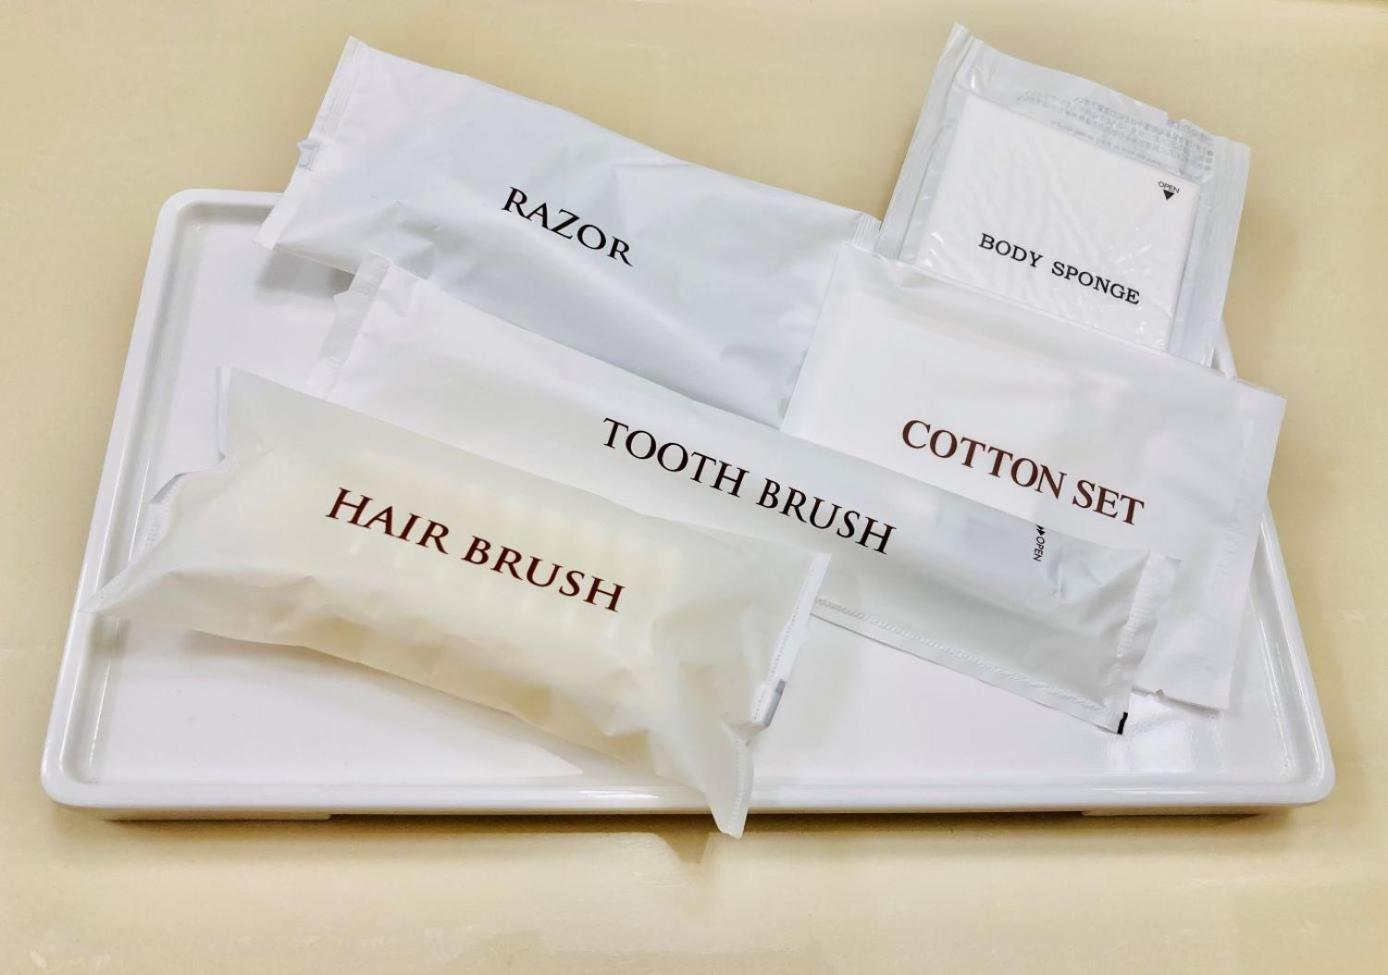 RAZOR
OPEN
BODY SPONGE
COTTON SET
TOOTH BRUSH
OPEN
HAIR BRUSH